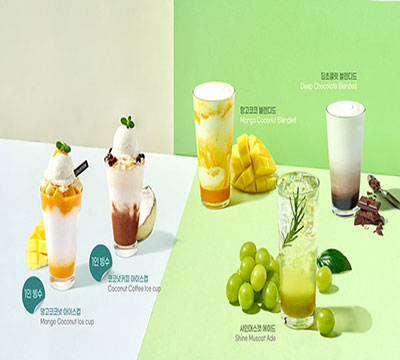 딥초콜릿 블렌디드
Deep Chocolate Blended
망고코코 블렌디드
Mango Coconut Blended
1인 빙수
코코넛커피 아이스컵
Coconut Coffee Ice cup
1인 빙수
망고코코넛 아이스컵
Mango Coconut Ice cup
샤인머스켓 에이드
Shine Muscat Ade